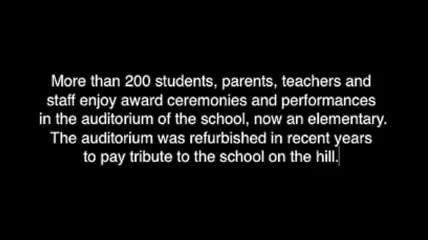 More than 200 students, parents, teachers and
staff enjoy award ceremonies and performances
in the auditorium of the school, now an elementary.
The auditorium was refurbished in recent years
to pay tribute to the school on the hill.